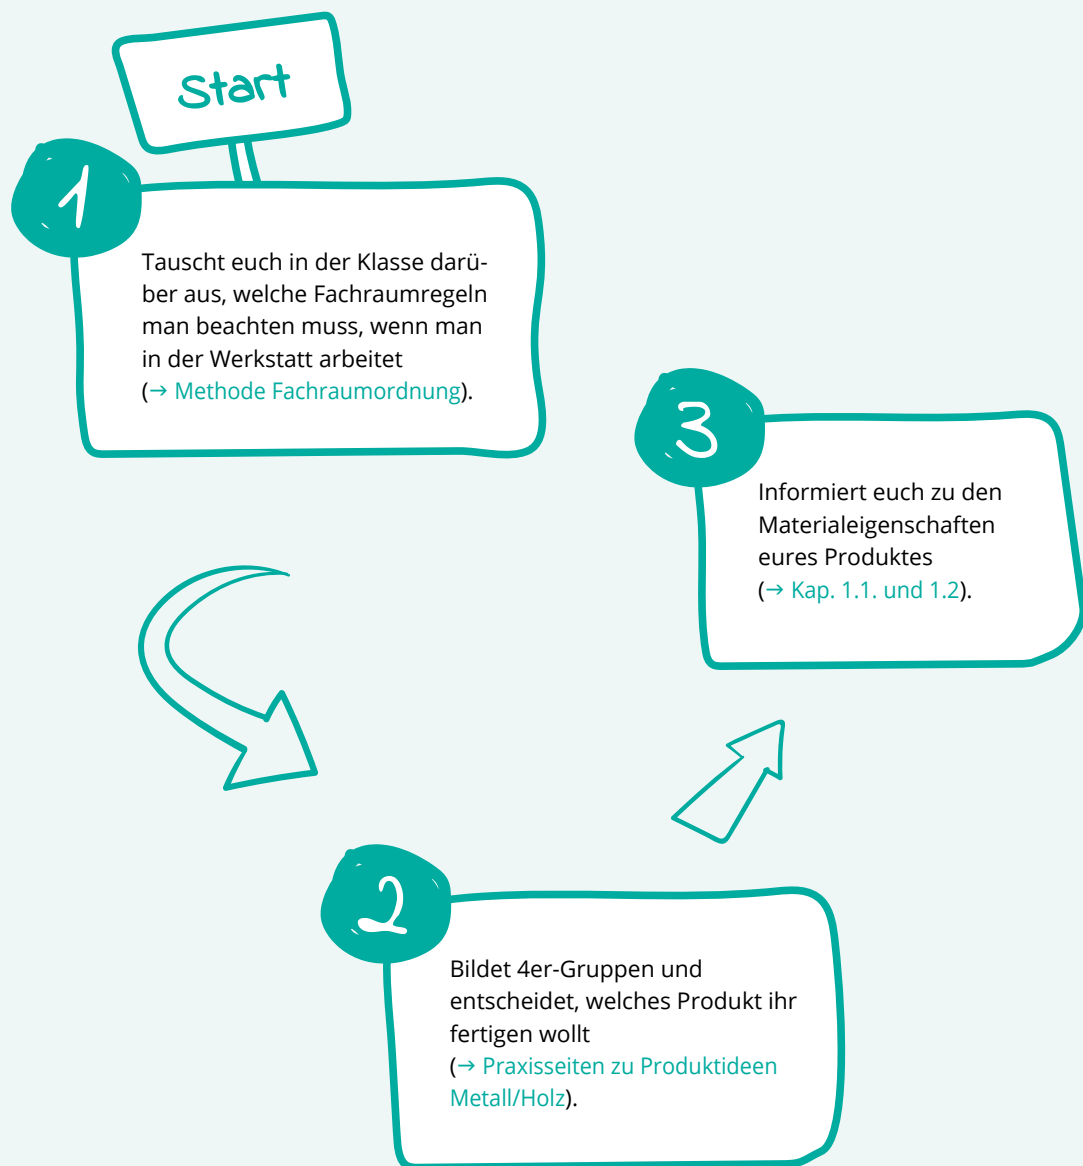 Start
1
Tauscht euch in der Klasse darü-
ber aus, welche Fachraumregeln
man beachten muss, wenn man
in der Werkstatt arbeitet
(→ Methode Fachraumordnung).
2
Bildet 4er-Gruppen und
entscheidet, welches Produkt ihr
fertigen wollt
(→ Praxisseiten zu Produktideen
Metall/Holz).
3
Informiert euch zu den
Materialeigenschaften
eures Produktes
(→ Kap. 1.1. und 1.2).